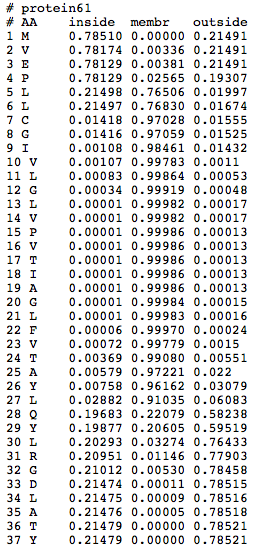 # protein61
# AA inside membr outside
1 M 0.78510 0.00000 0.21491
2 V 0.78174 0.00336 0.21491
3 E 0.78129 0.00381 0.21491
4 P 0.78129 0.02565 0.19307
5 L 0.21498 0.76506 0.01997
6 L 0.21497 0.76830 0.01674
7 C 0.01418 0.97028 0.01555
8 G 0.01416 0.97059 0.01525
9 I 0.00108 0.98461 0.01432
10 V 0.00107 0.99783 0.0011
11 L 0.00083 0.99864 0.00053
12 G 0.00034 0.99919 0.00048
13 L 0.00001 0.99982 0.00017
14 V 0.00001 0.99982 0.00017
15 P 0.00001 0.99986 0.00013
16 V 0.00001 0.99986 0.00013
17 T 0.00001 0.99986 0.00013
18 I 0.00001 0.99986 0.00013
19 A 0.00001 0.99986 0.00013
20 G 0.00001 0.99984 0.00015
21 L 0.00001 0.99983 0.00016
22 F 0.00006 0.99970 0.00024
23 V 0.00072 0.99779 0.0015
24 T 0.00369 0.99080 0.00551
25 A 0.00579 0.97221 0.022
26 Y 0.00758 0.96162 0.03079
27 L 0.02882 0.91035 0.06083
28 Q 0.19683 0.22079 0.58238
29 Y 0.19877 0.20605 0.59519
30 L 0.20293 0.03274 0.76433
31 R 0.20951 0.01146 0.77903
32 G 0.21012 0.00530 0.78458
33 D 0.21474 0.00011 0.78515
34 L 0.21475 0.00009 0.78516
35 A 0.21476 0.00005 0.78518
36 T 0.21479 0.00000 0.78521
37 Y 0.21479 0.00000 0.78521